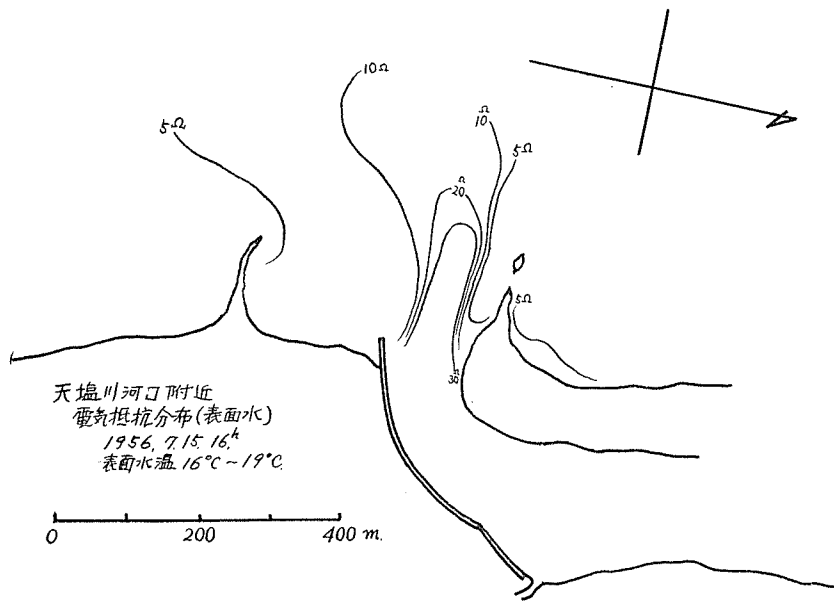 10Ω
5Ω
10Ω
5Ω
20Ω
5Ω
30Ω
天塩川河口附近
電気抵抗分布(表面水)
1956. 7. 15. 16h
表面水温 16°C~19°C.
0 200 400 m.